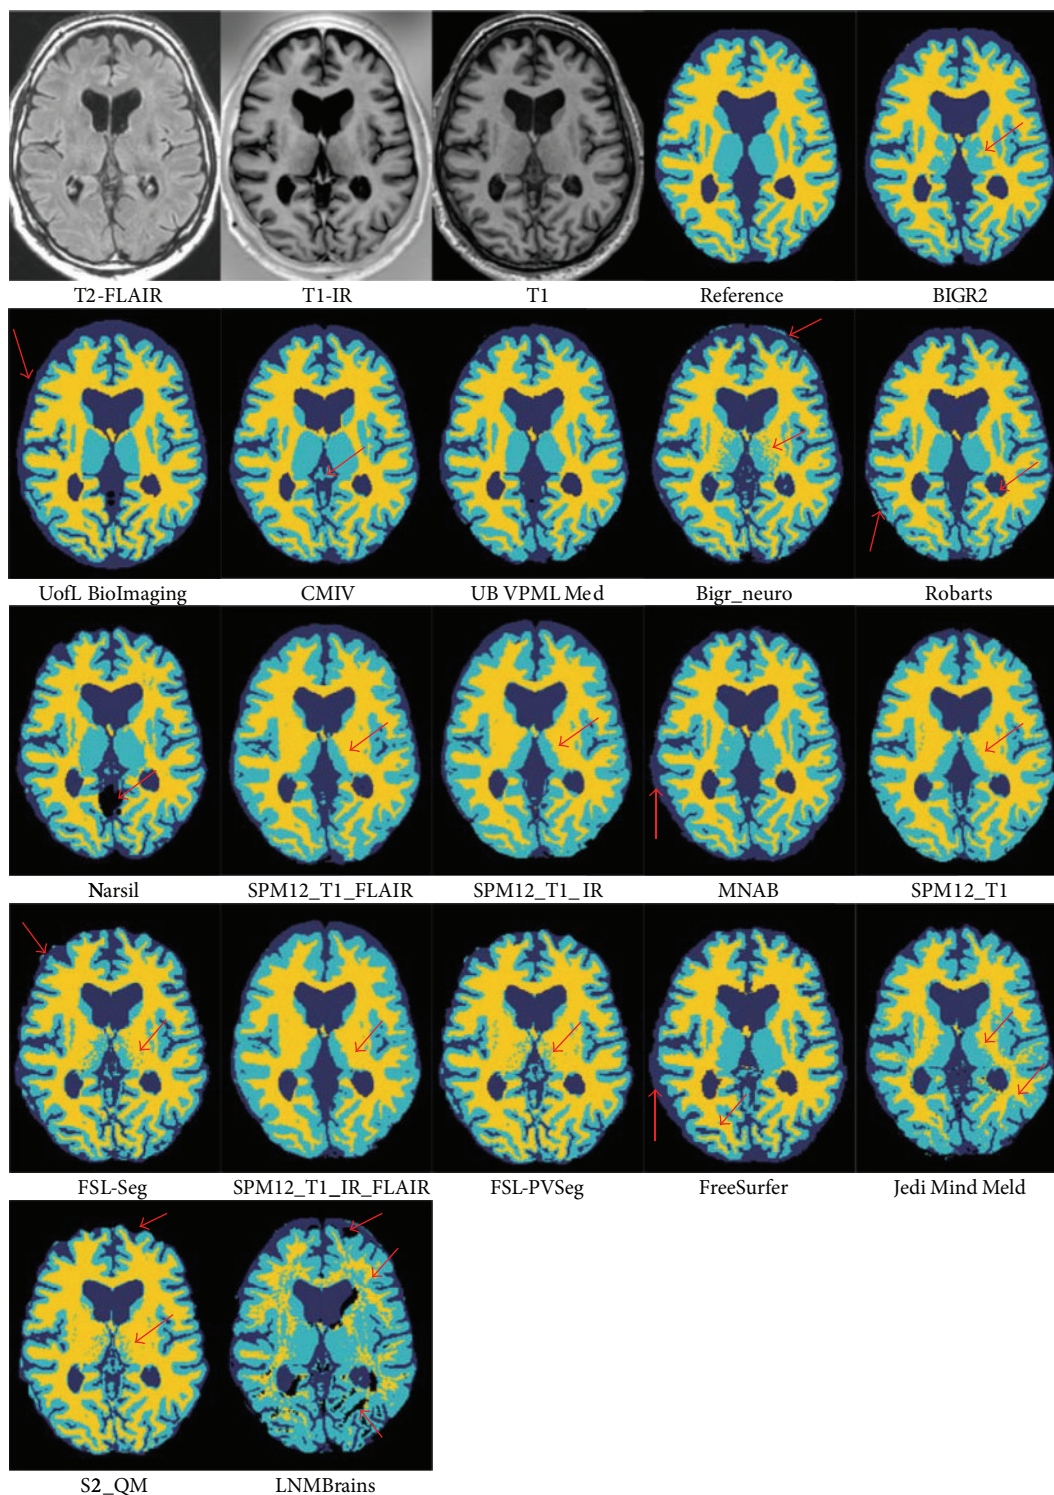 T2-FLAIR T1-IR T1 Reference BIGR2
UofL BioImaging CMIV UB VPML Med Bigr_neuro Robarts
Narsil SPM12_T1_FLAIR SPM12_T1_IR MNAB SPM12_T1
FSL-Seg SPM12_T1_IR_FLAIR FSL-PVSeg FreeSurfer Jedi Mind Meld
S2_QM LNMBrains